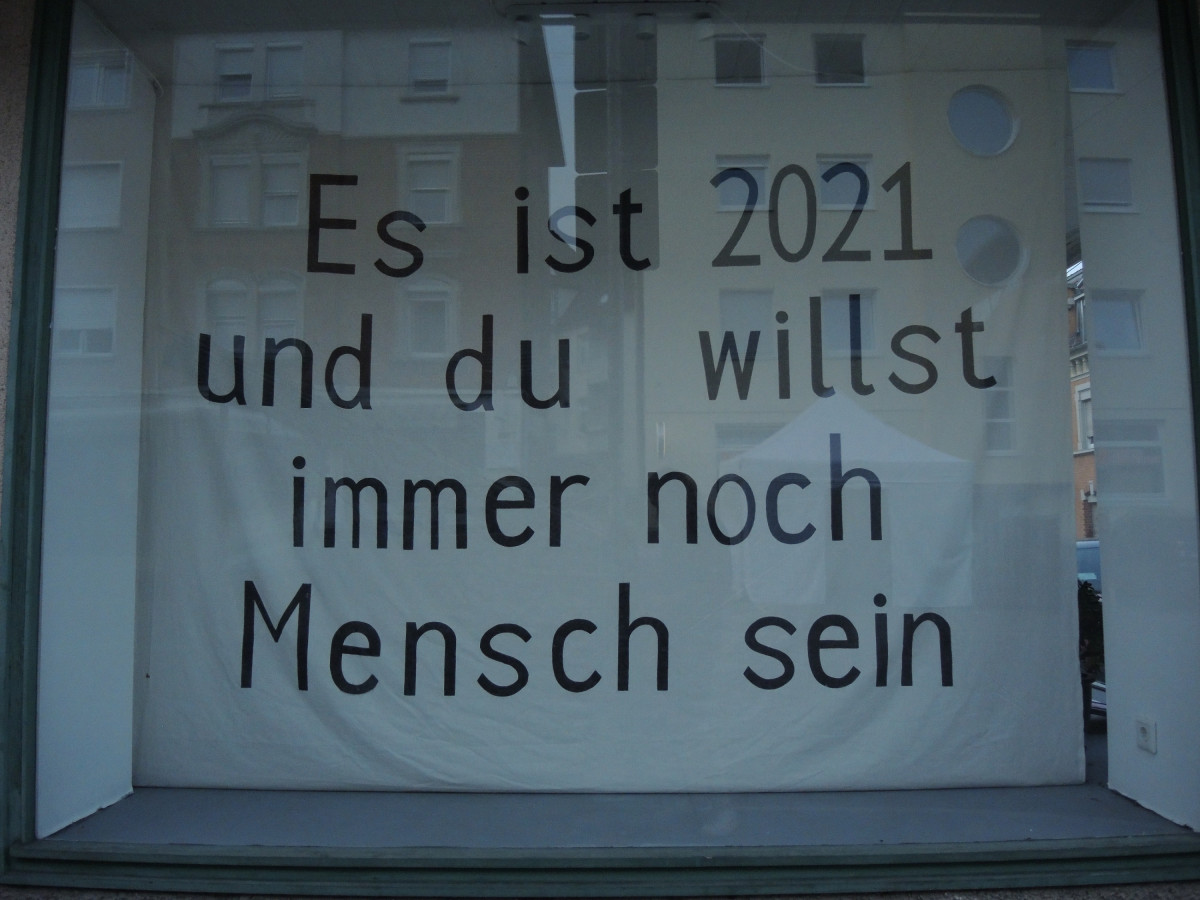 Es ist 2021
und du willst
immer noch
Mensch sein